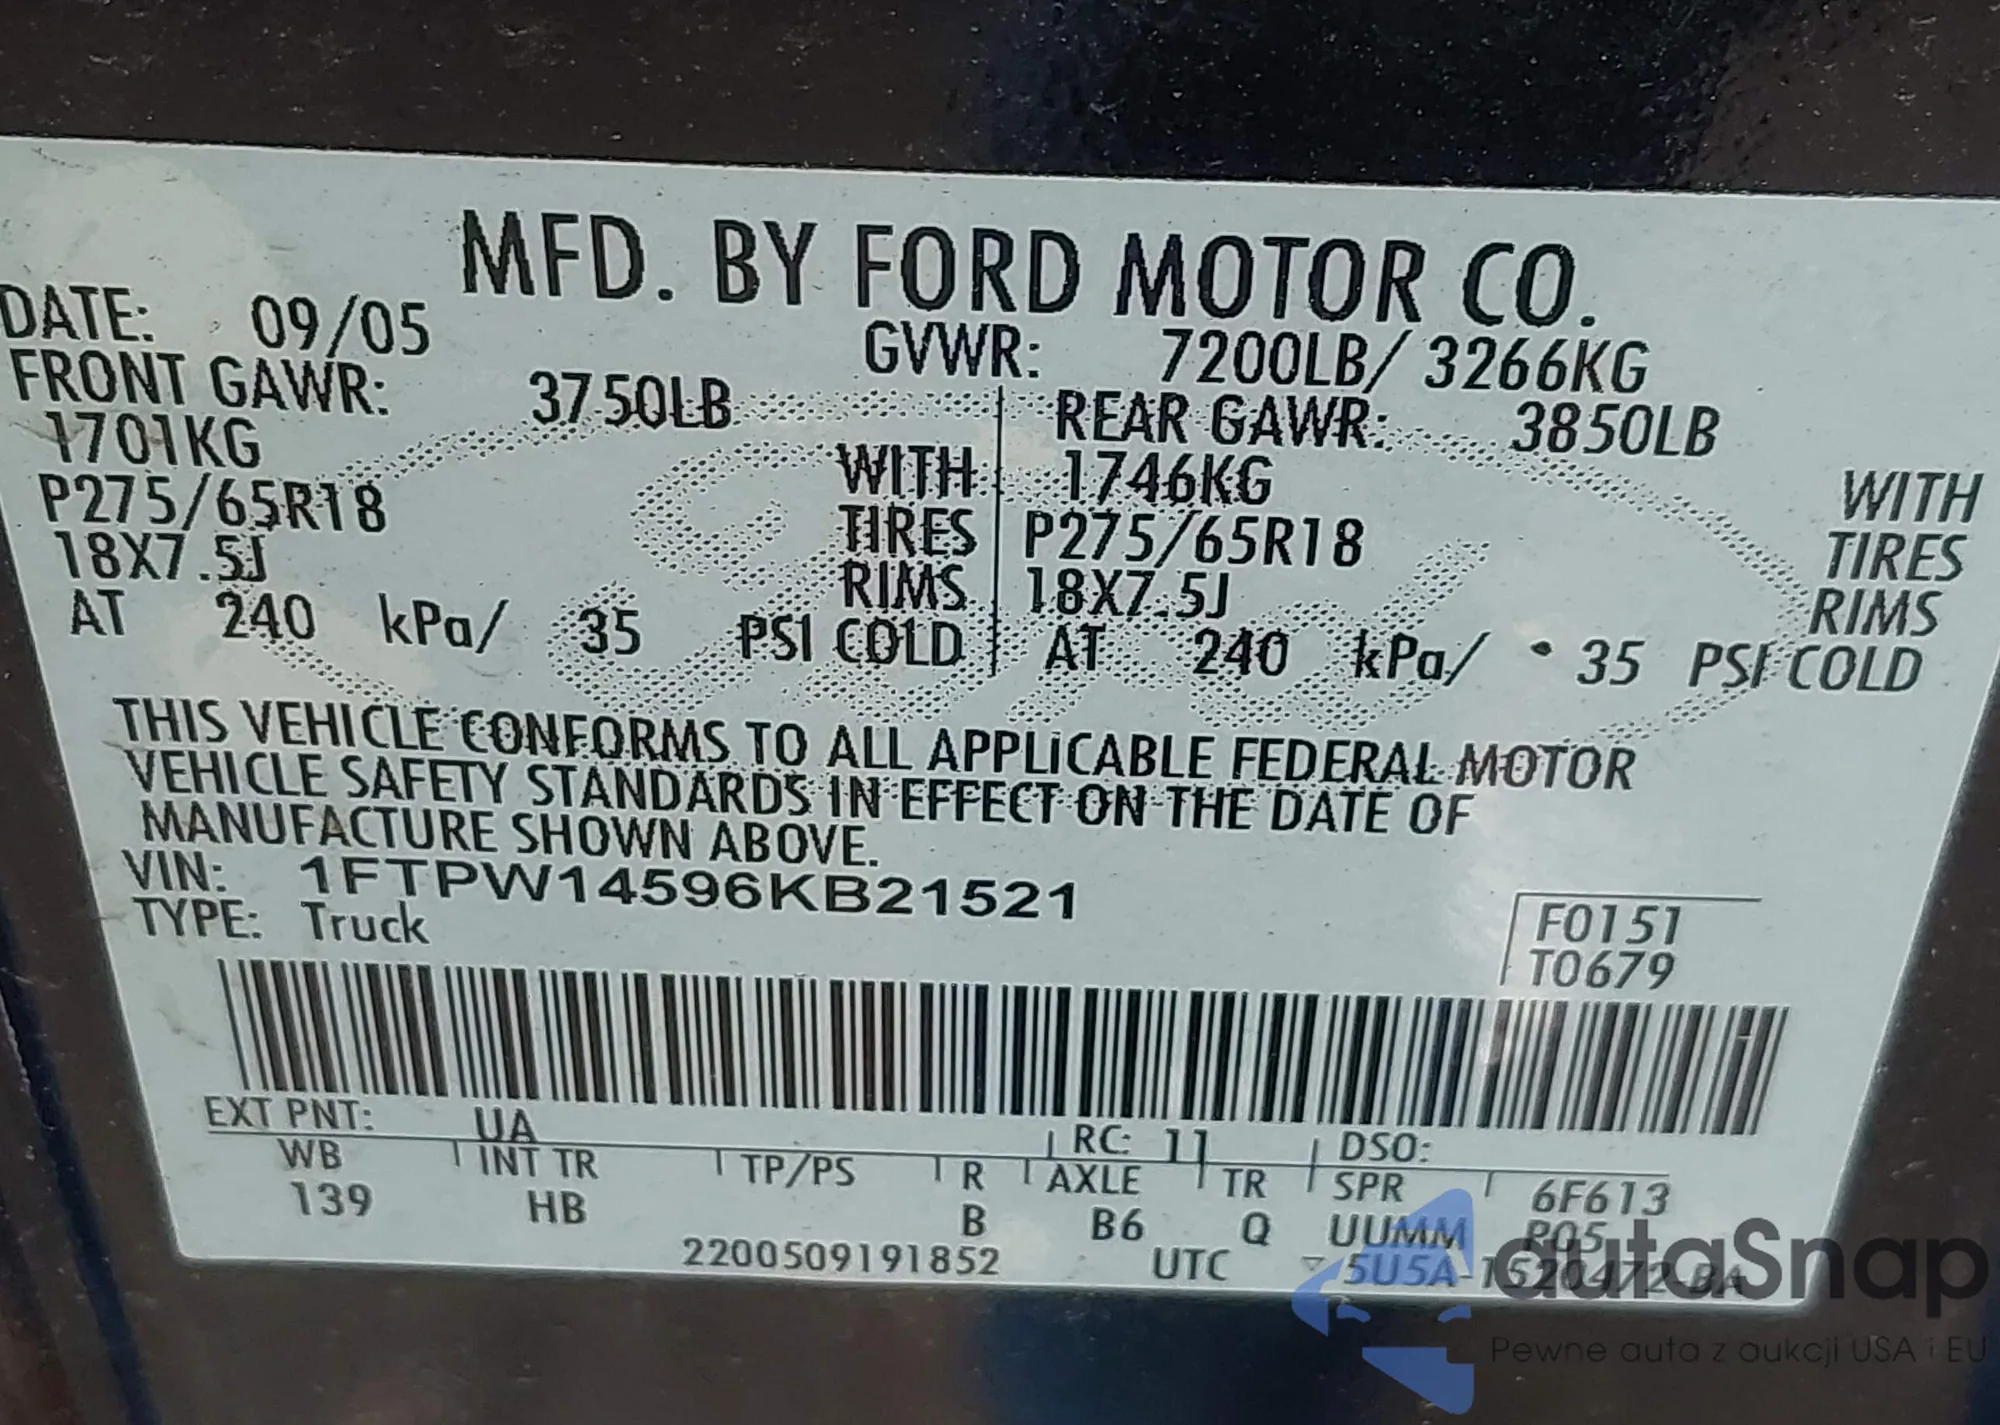 MFD. BY FORD MOTOR CO.
DATE: 09/05 GVWR: 7200LB/ 3266KG
FRONT GAWR: 3750LB REAR GAWR: 3850LB
1701KG WITH 1746KG WITH
P275/65R18 TIRES P275/65R18 TIRES
18X7.5J RIMS 18X7.5J RIMS
AT 240 kPa/ 35 PSI COLD AT 240 kPa/ 35 PSI COLD
THIS VEHICLE CONFORMS TO ALL APPLICABLE FEDERAL MOTOR
VEHICLE SAFETY STANDARDS IN EFFECT ON THE DATE OF
MANUFACTURE SHOWN ABOVE.
VIN: 1FTPW14596KB21521
TYPE: Truck
F0151
T0679
EXT PNT: UA RC: 11 DSO:
WB INT TR TP/PS R AXLE TR SPR 6F613
139 HB B B6 Q UUMM P05
2200509191852 UTC 5U5A-1520472-BA
autaSnap
Pewne auta z aukcji USA i EU